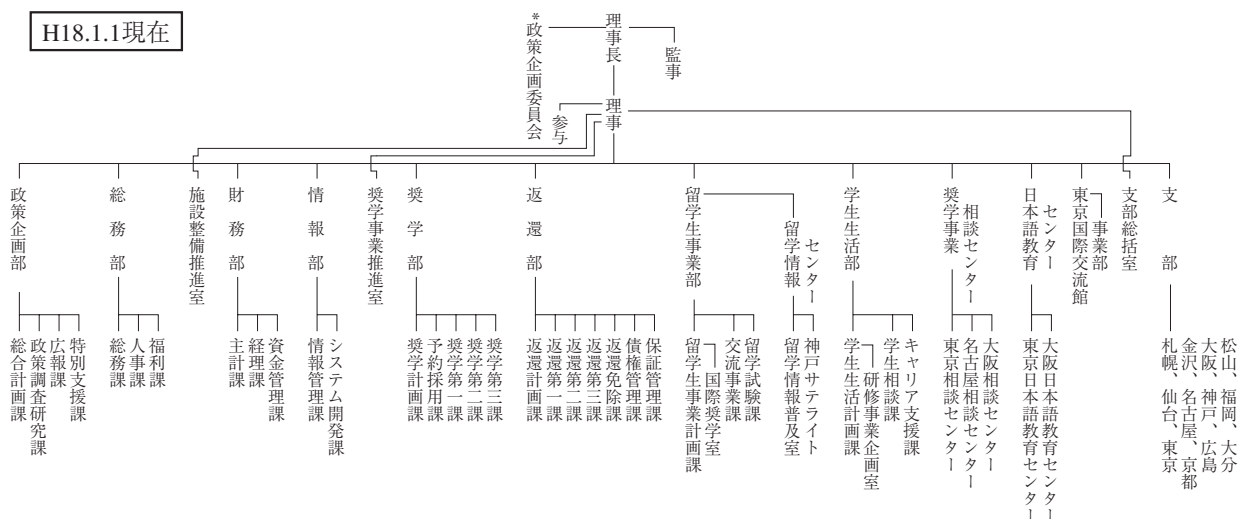 H18.1.1現在
理事長
監事
*政策企画委員会
理事
参与
政策企画部
総務部
施設整備推進室
財務部
情報部
奨学事業推進室
奨学部
返還部
留学生事業部
留学情報
センター
学生生活部
奨学事業
相談センター
日本語教育
センター
東京国際交流館
事業部
支部総括室
支部
総合計画課
政策調査研究課
広報課
特別支援課
総務課
人事課
福利課
主計課
経理課
資金管理課
情報管理課
システム開発課
奨学計画課
予約採用課
奨学第一課
奨学第二課
奨学第三課
返還計画課
返還第一課
返還第二課
返還第三課
返還免除課
債権管理課
保証管理課
留学生事業計画課
国際奨学室
交流事業課
留学試験課
留学情報普及室
神戸サテライト
学生生活計画課
研修事業企画室
学生相談課
キャリア支援課
東京相談センター
名古屋相談センター
大阪相談センター
東京日本語教育センター
大阪日本語教育センター
札幌、仙台、東京
金沢、名古屋、京都
大阪、神戸、広島
松山、福岡、大分